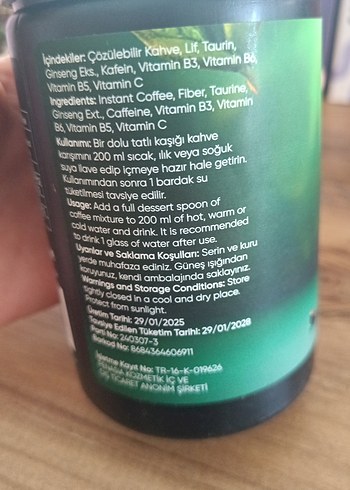 İçindekiler: Çözülebilir Kahve, Lif, Taurin,
Ginseng Eks., Kafein, Vitamin B3, Vitamin B6,
Vitamin B5, Vitamin C
Ingredients: Instant Coffee, Fiber, Taurine,
Ginseng Ext., Caffeine, Vitamin B3, Vitamin
B6, Vitamin B5, Vitamin C
Kullanımı: Bir dolu tatlı kaşığı kahve
karışımını 200 ml sıcak, ılık veya soğuk
suya ilave edip içmeye hazır hale getirin.
Kullanımından sonra 1 bardak su
tüketilmesi tavsiye edilir.
Usage: Add a full dessert spoon of
coffee mixture to 200 ml of hot, warm or
cold water and drink. It is recommended
to drink 1 glass of water after use.
Uyarılar ve Saklama Koşulları: Serin ve kuru
yerde muhafaza ediniz. Güneş ışığından
koruyunuz, kendi ambalajında saklayınız.
Warnings and Storage Conditions: Store
tightly closed in a cool and dry place.
Protect from sunlight.
Üretim Tarihi: 29/01/2025
Tavsiye Edilen Tüketim Tarihi: 29/01/2028
Parti No: 240307-3
Barkod No: 8684364606911
İşletme Kayıt No: TR-16-K-019626
KOZMETİK İÇ VE
DIŞ TİCARET ANONİM ŞİRKETİ